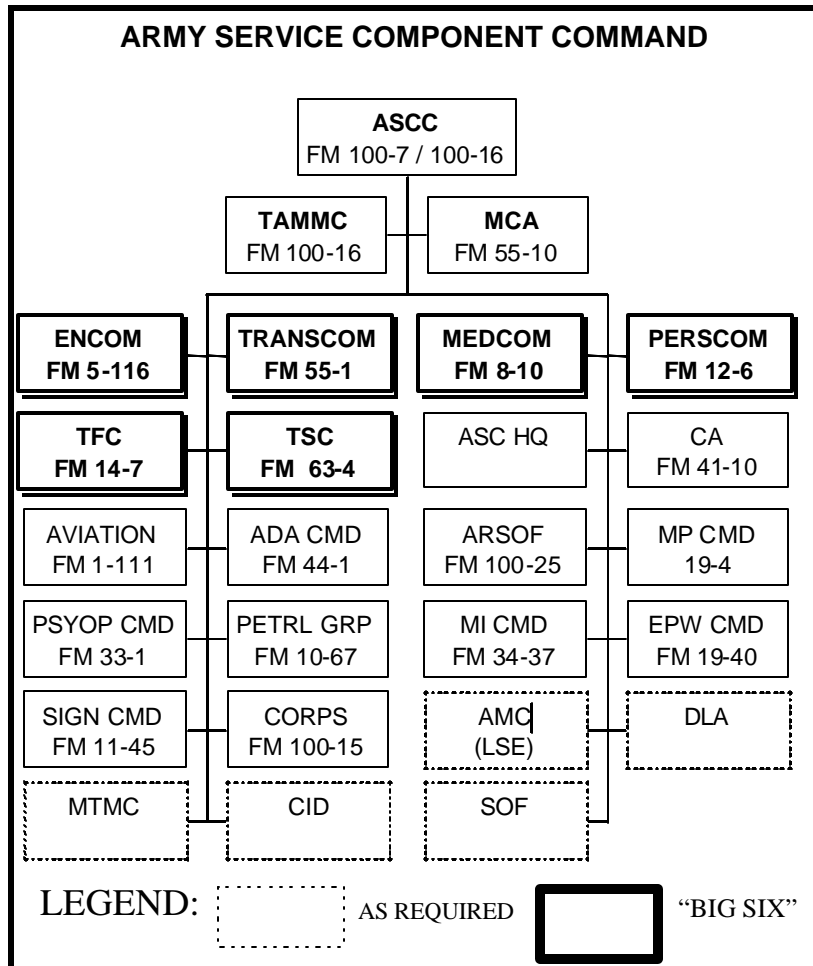 ARMY SERVICE COMPONENT COMMAND
ASCC
FM 100-7 / 100-16
TAMMC
FM 100-16
MCA
FM 55-10
ENCOM
FM 5-116
TRANSCOM
FM 55-1
MEDCOM
FM 8-10
PERSCOM
FM 12-6
TFC
FM 14-7
TSC
FM 63-4
ASC HQ
CA
FM 41-10
AVIATION
FM 1-111
ADA CMD
FM 44-1
ARSOF
FM 100-25
MP CMD
19-4
PSYOP CMD
FM 33-1
PETRL GRP
FM 10-67
MI CMD
FM 34-37
EPW CMD
FM 19-40
SIGN CMD
FM 11-45
CORPS
FM 100-15
AMC
(LSE)
DLA
MTMC
CID
SOF
LEGEND:
AS REQUIRED
“BIG SIX”